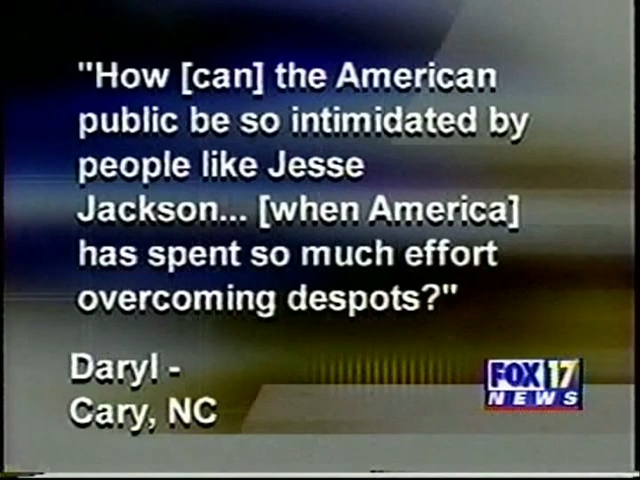 "How [can] the American
public be so intimidated by
people like Jesse
Jackson... [when America]
has spent so much effort
overcoming despots?"
Daryl -
Cary, NC
FOX 17
NEWS